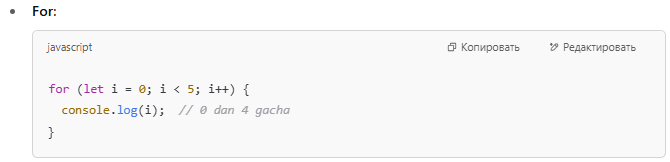 For:
javascript
Копировать
Редактировать
for (let i = 0; i < 5; i++) {
  console.log(i);  // 0 dan 4 gacha
}